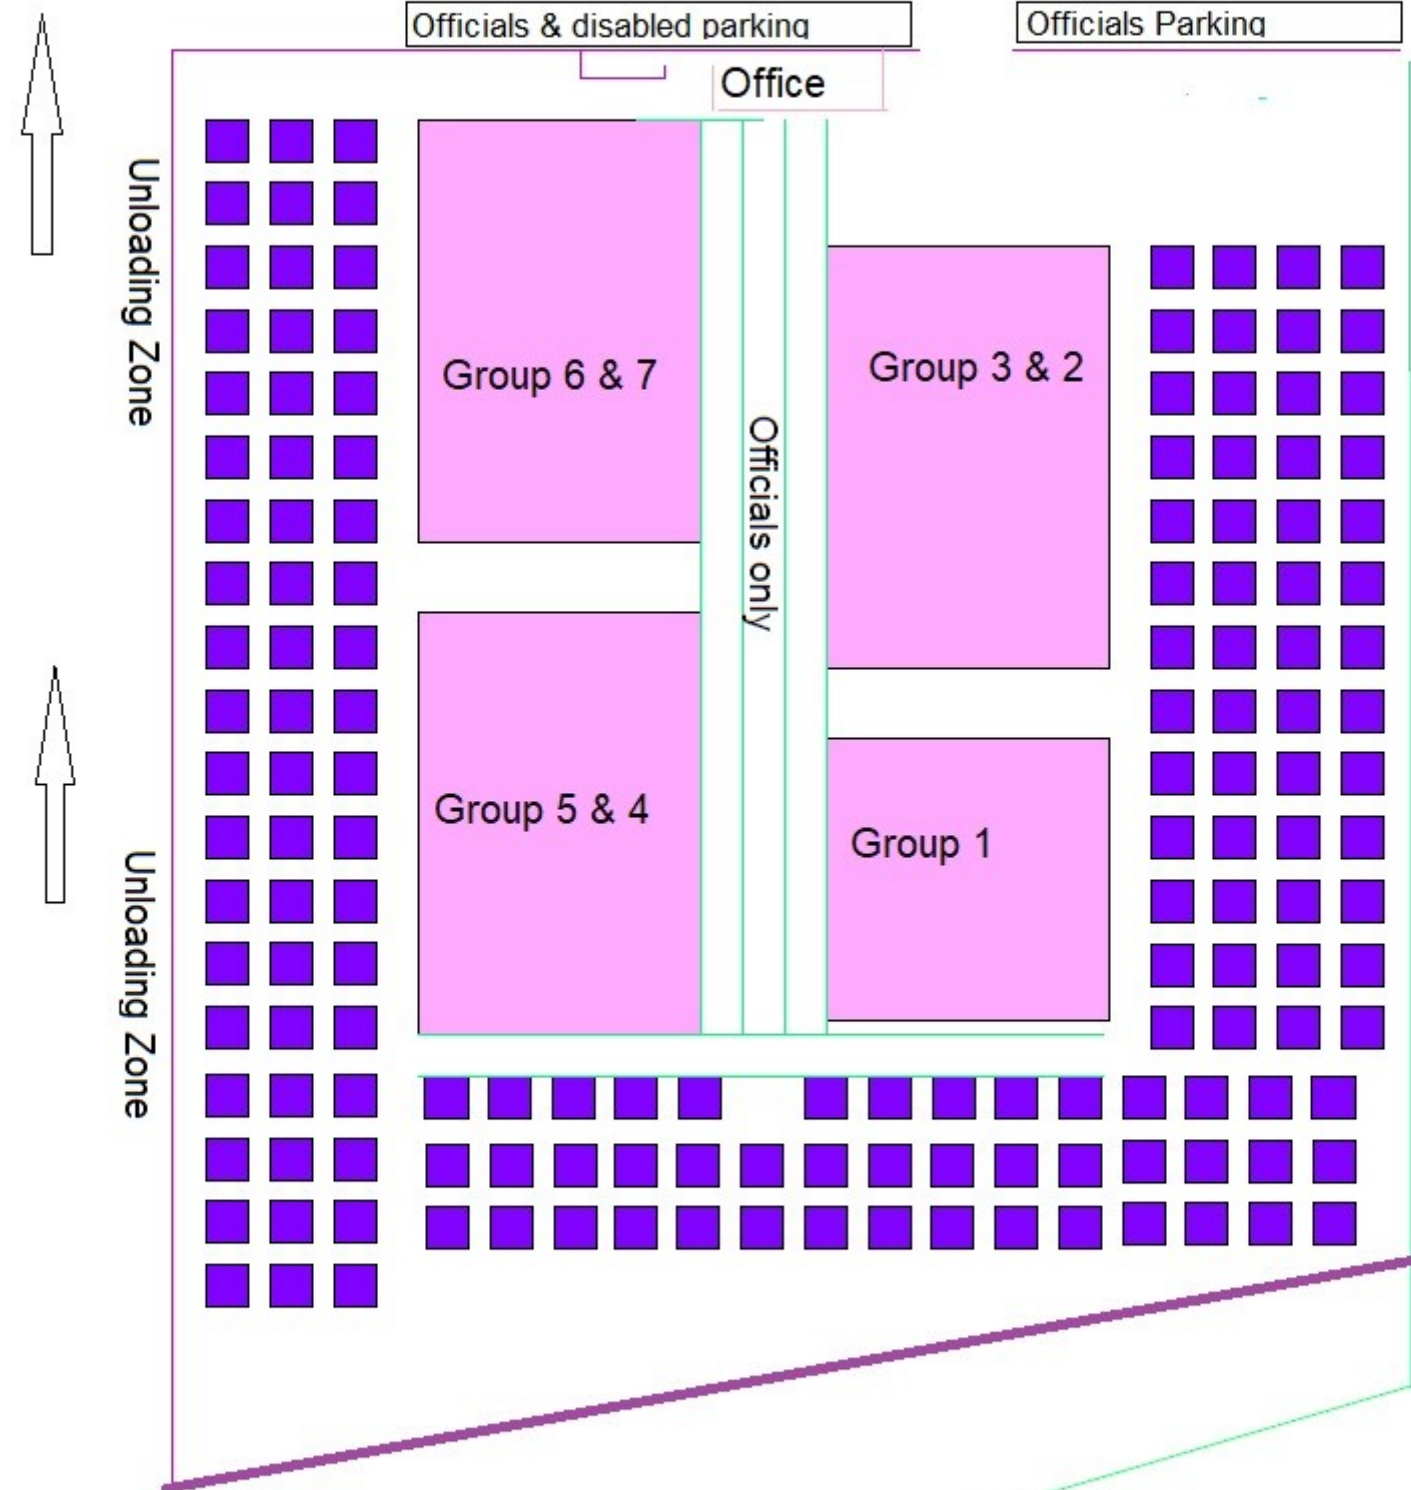 Officials & disabled parking
Officials Parking
Office
Unloading Zone
Group 6 & 7
Group 3 & 2
Officials only
Group 5 & 4
Group 1
Unloading Zone